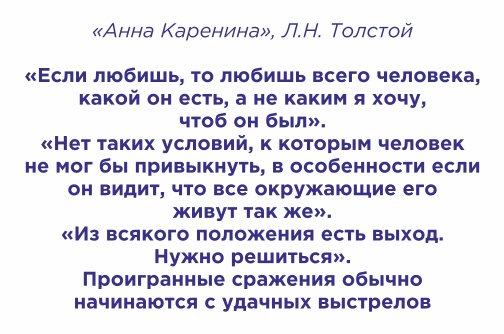 «Анна Каренина», Л.Н. Толстой
«Если любишь, то любишь всего человека,
какой он есть, а не каким я хочу,
чтоб он был».
«Нет таких условий, к которым человек
не мог бы привыкнуть, в особенности если
он видит, что все окружающие его
живут так же».
«Из всякого положения есть выход.
Нужно решиться».
Проигранные сражения обычно
начинаются с удачных выстрелов